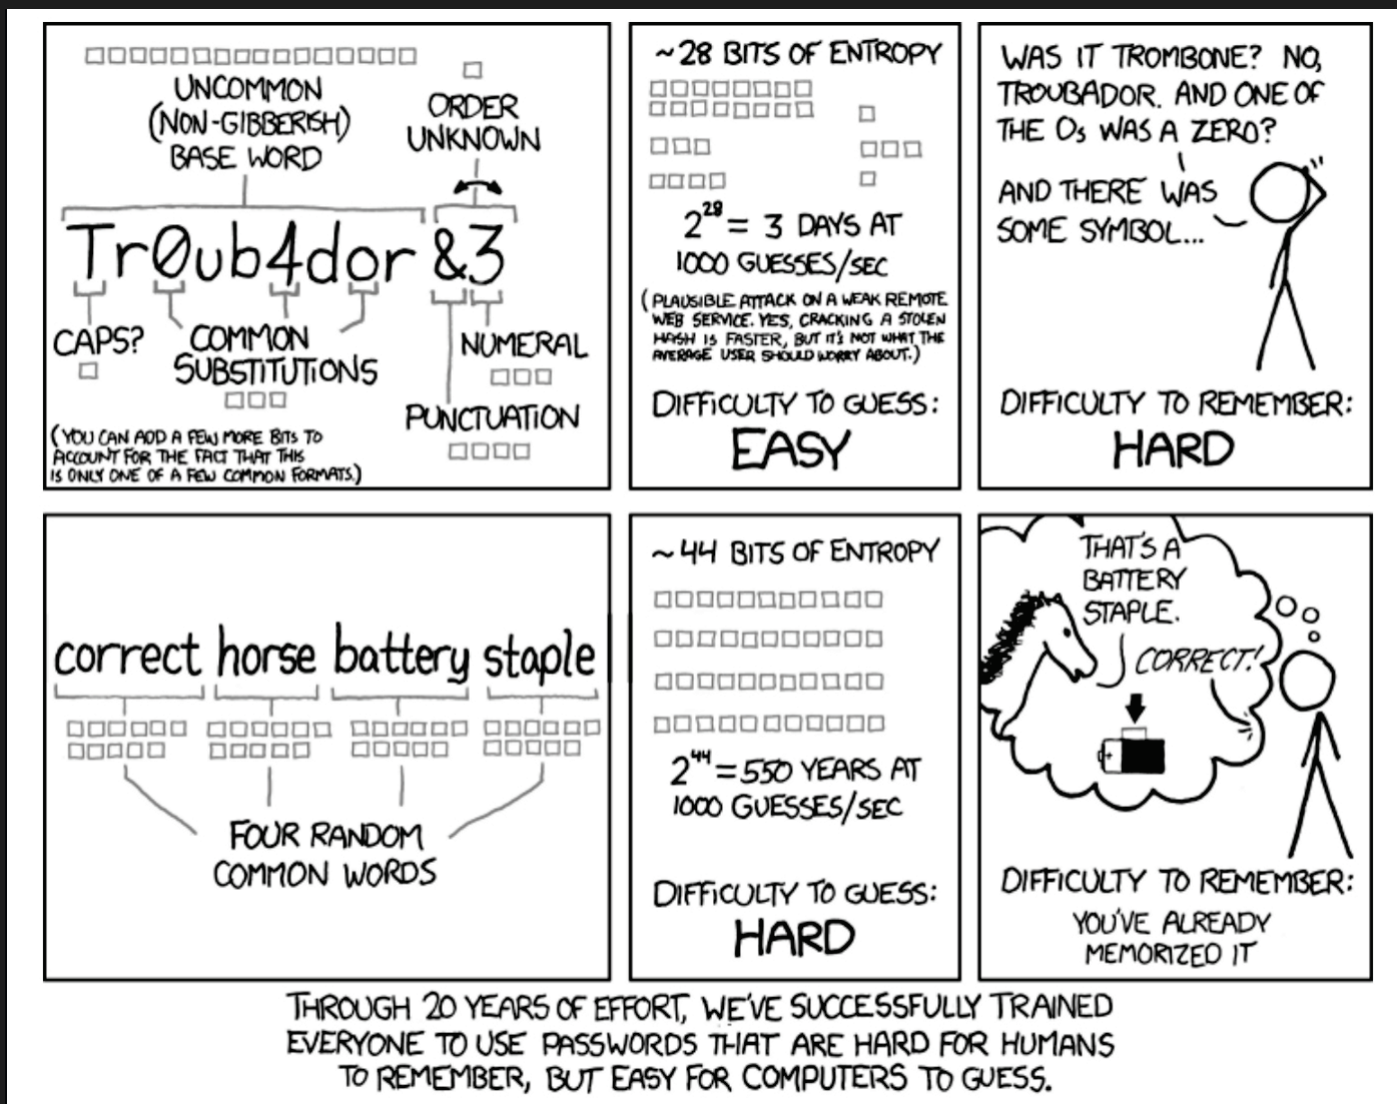 UNCOMMON
(NON-GIBBERISH)
BASE WORD
ORDER
UNKNOWN
Tr0ub4dor &3
CAPS?
COMMON
SUBSTITUTIONS
NUMERAL
PUNCTUATION
(YOU CAN ADD A FEW MORE BITS TO
ACCOUNT FOR THE FACT THAT THIS
IS ONLY ONE OF A FEW COMMON FORMATS.)
~28 BITS OF ENTROPY
2^28 = 3 DAYS AT
1000 GUESSES/SEC
(PLAUSIBLE ATTACK ON A WEAK REMOTE
WEB SERVICE. YES, CRACKING A STOLEN
HASH IS FASTER, BUT IT'S NOT WHAT THE
AVERAGE USER SHOULD WORRY ABOUT.)
DIFFICULTY TO GUESS:
EASY
WAS IT TROMBONE? NO,
TROUBADOR. AND ONE OF
THE Os WAS A ZERO?
AND THERE WAS
SOME SYMBOL...
DIFFICULTY TO REMEMBER:
HARD
correct horse battery staple
FOUR RANDOM
COMMON WORDS
~44 BITS OF ENTROPY
2^44 = 550 YEARS AT
1000 GUESSES/SEC
DIFFICULTY TO GUESS:
HARD
THAT'S A
BATTERY
STAPLE.
CORRECT!
+
DIFFICULTY TO REMEMBER:
YOU'VE ALREADY
MEMORIZED IT
THROUGH 20 YEARS OF EFFORT, WE'VE SUCCESSFULLY TRAINED
EVERYONE TO USE PASSWORDS THAT ARE HARD FOR HUMANS
TO REMEMBER, BUT EASY FOR COMPUTERS TO GUESS.